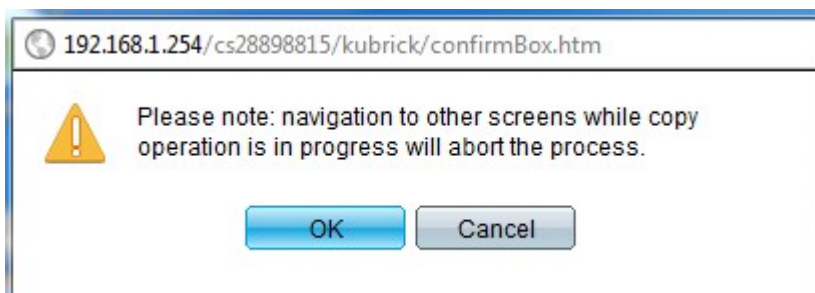 192.168.1.254/cs28898815/kubrick/confirmBox.htm
Please note: navigation to other screens while copy
operation is in progress will abort the process.
OK Cancel